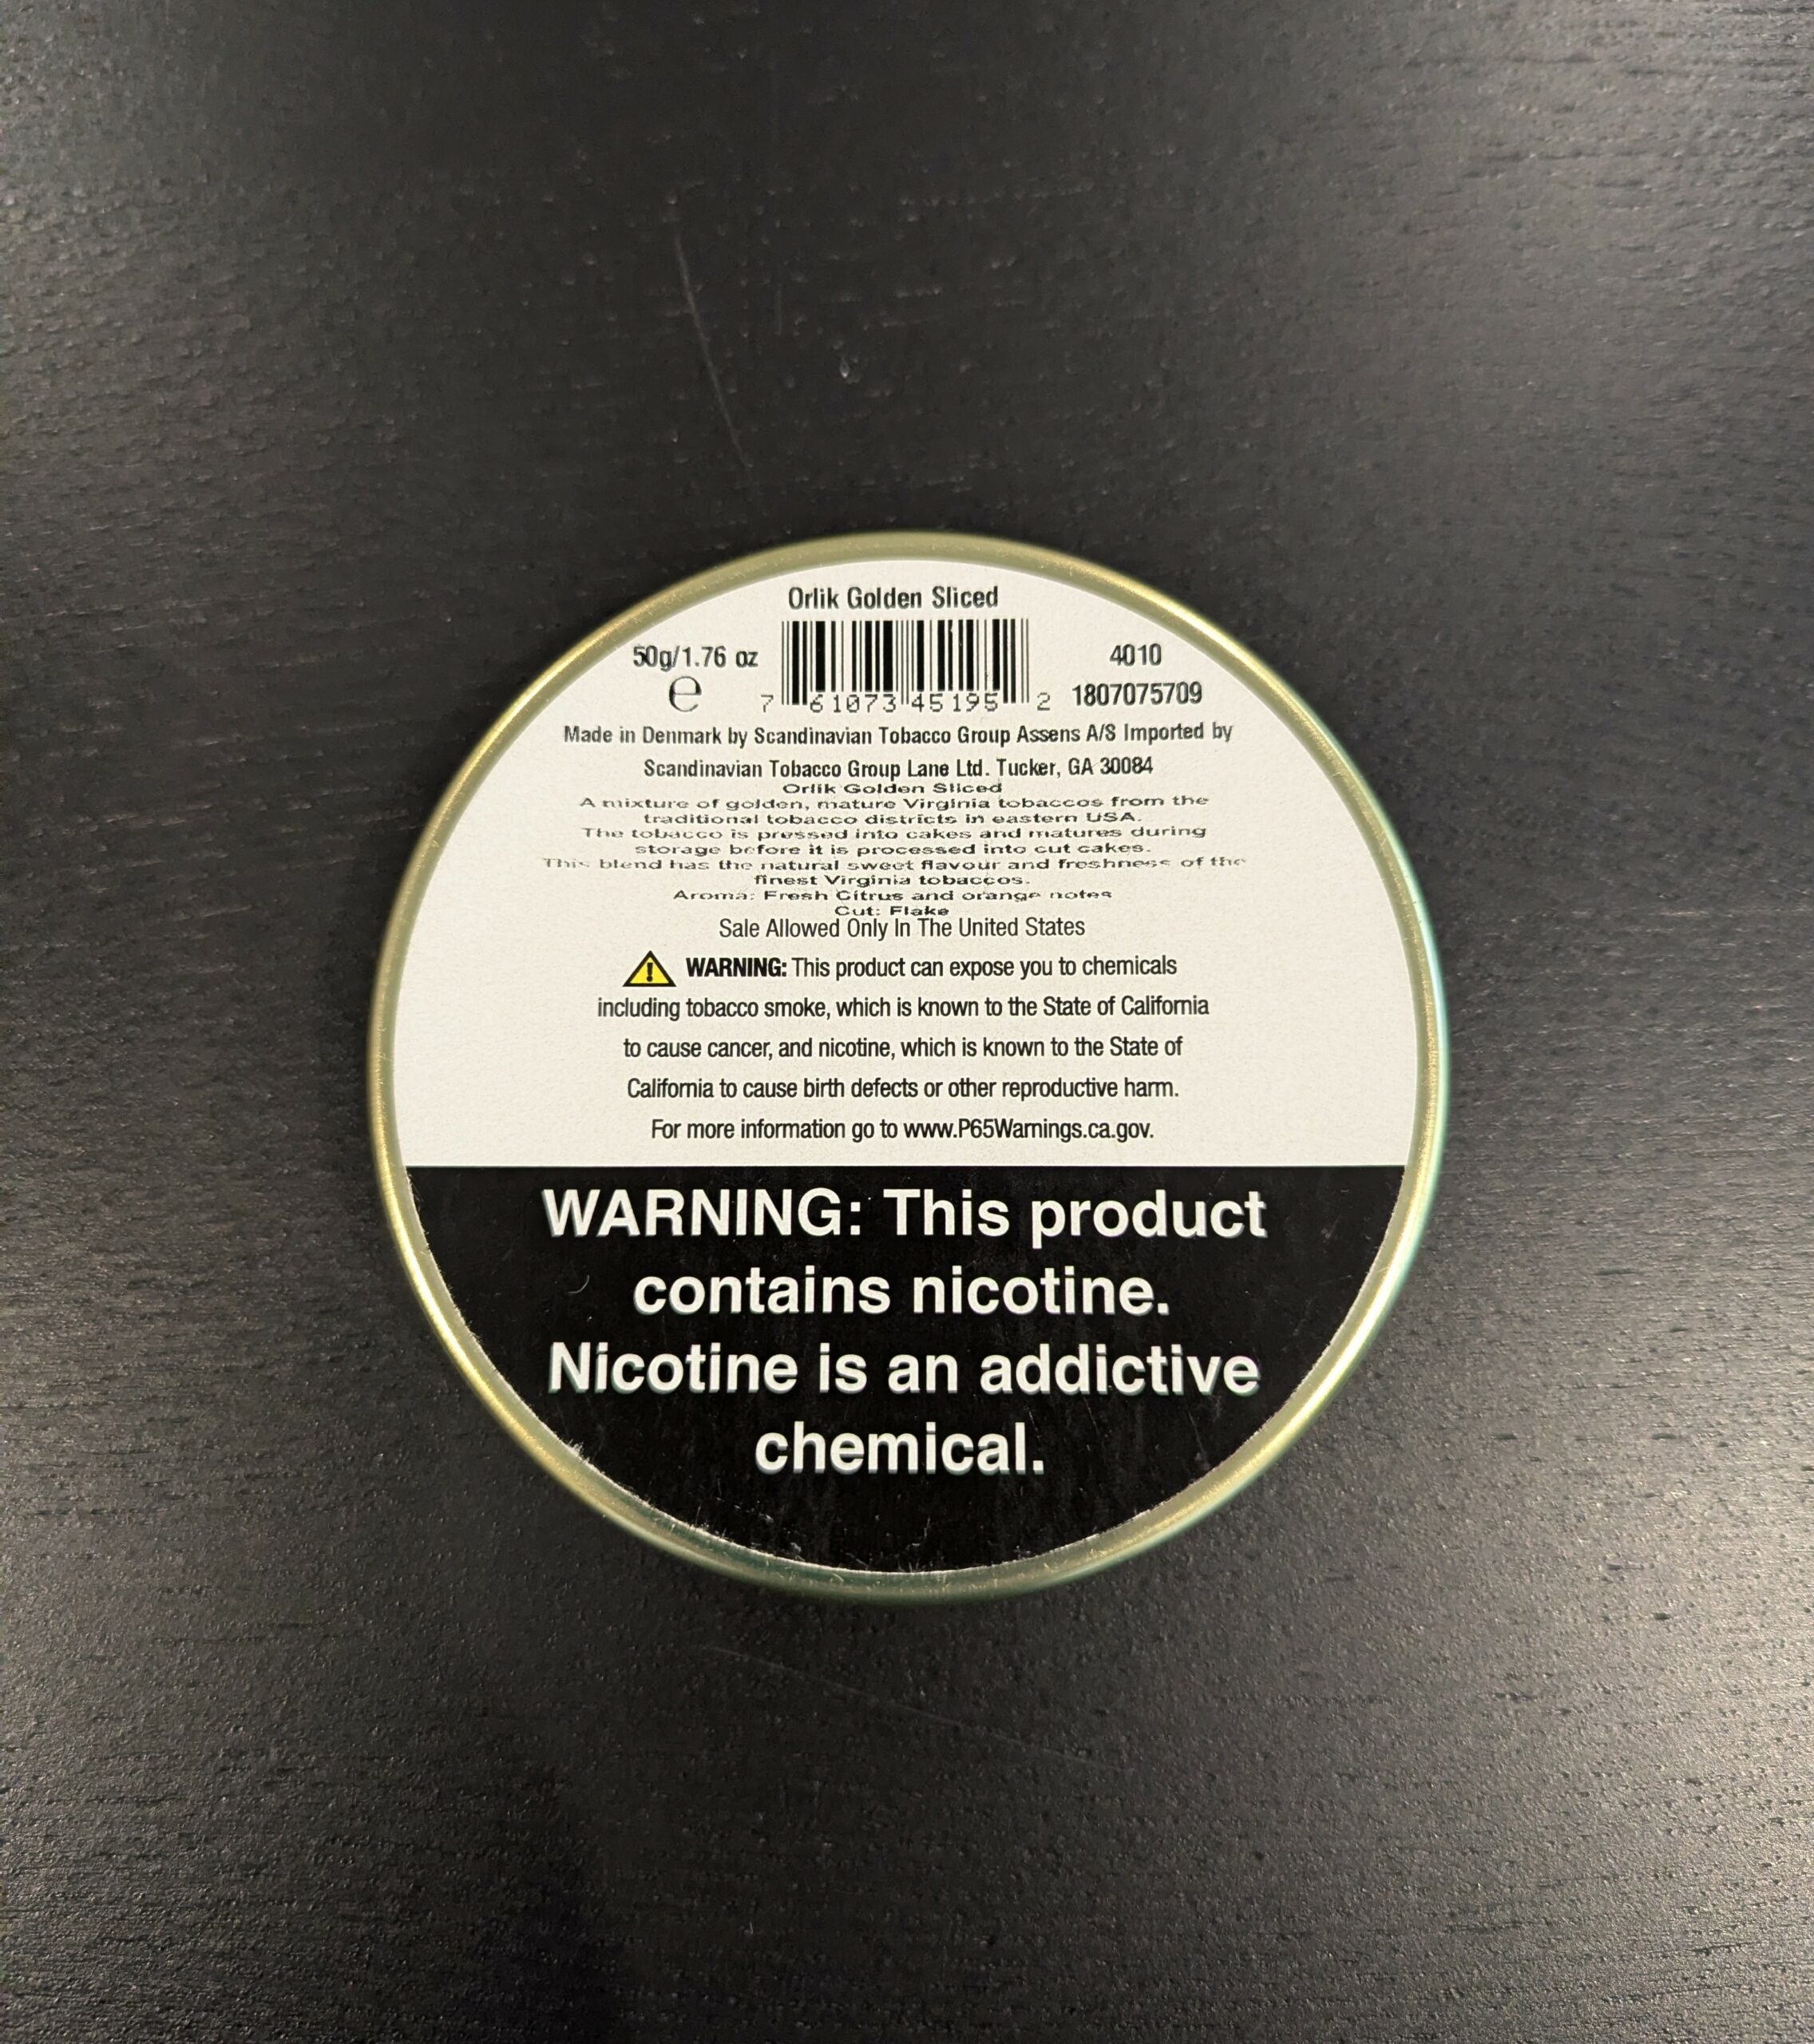 Orlik Golden Sliced
50g/1.76 oz
e
7 61073 45195 2
4010
1807075709
Made in Denmark by Scandinavian Tobacco Group Assens A/S Imported by
Scandinavian Tobacco Group Lane Ltd. Tucker, GA 30084
Orlik Golden Sliced
A mixture of golden, mature Virginia tobaccos from the
traditional tobacco districts in eastern USA.
The tobacco is pressed into cakes and matures during
storage before it is processed into cut cakes.
This blend has the natural sweet flavour and freshness of the
finest Virginia tobaccos.
Aroma: Fresh Citrus and orange notes
Cut: Flake
Sale Allowed Only In The United States
WARNING: This product can expose you to chemicals
including tobacco smoke, which is known to the State of California
to cause cancer, and nicotine, which is known to the State of
California to cause birth defects or other reproductive harm.
For more information go to www.P65Warnings.ca.gov.
WARNING: This product
contains nicotine.
Nicotine is an addictive
chemical.